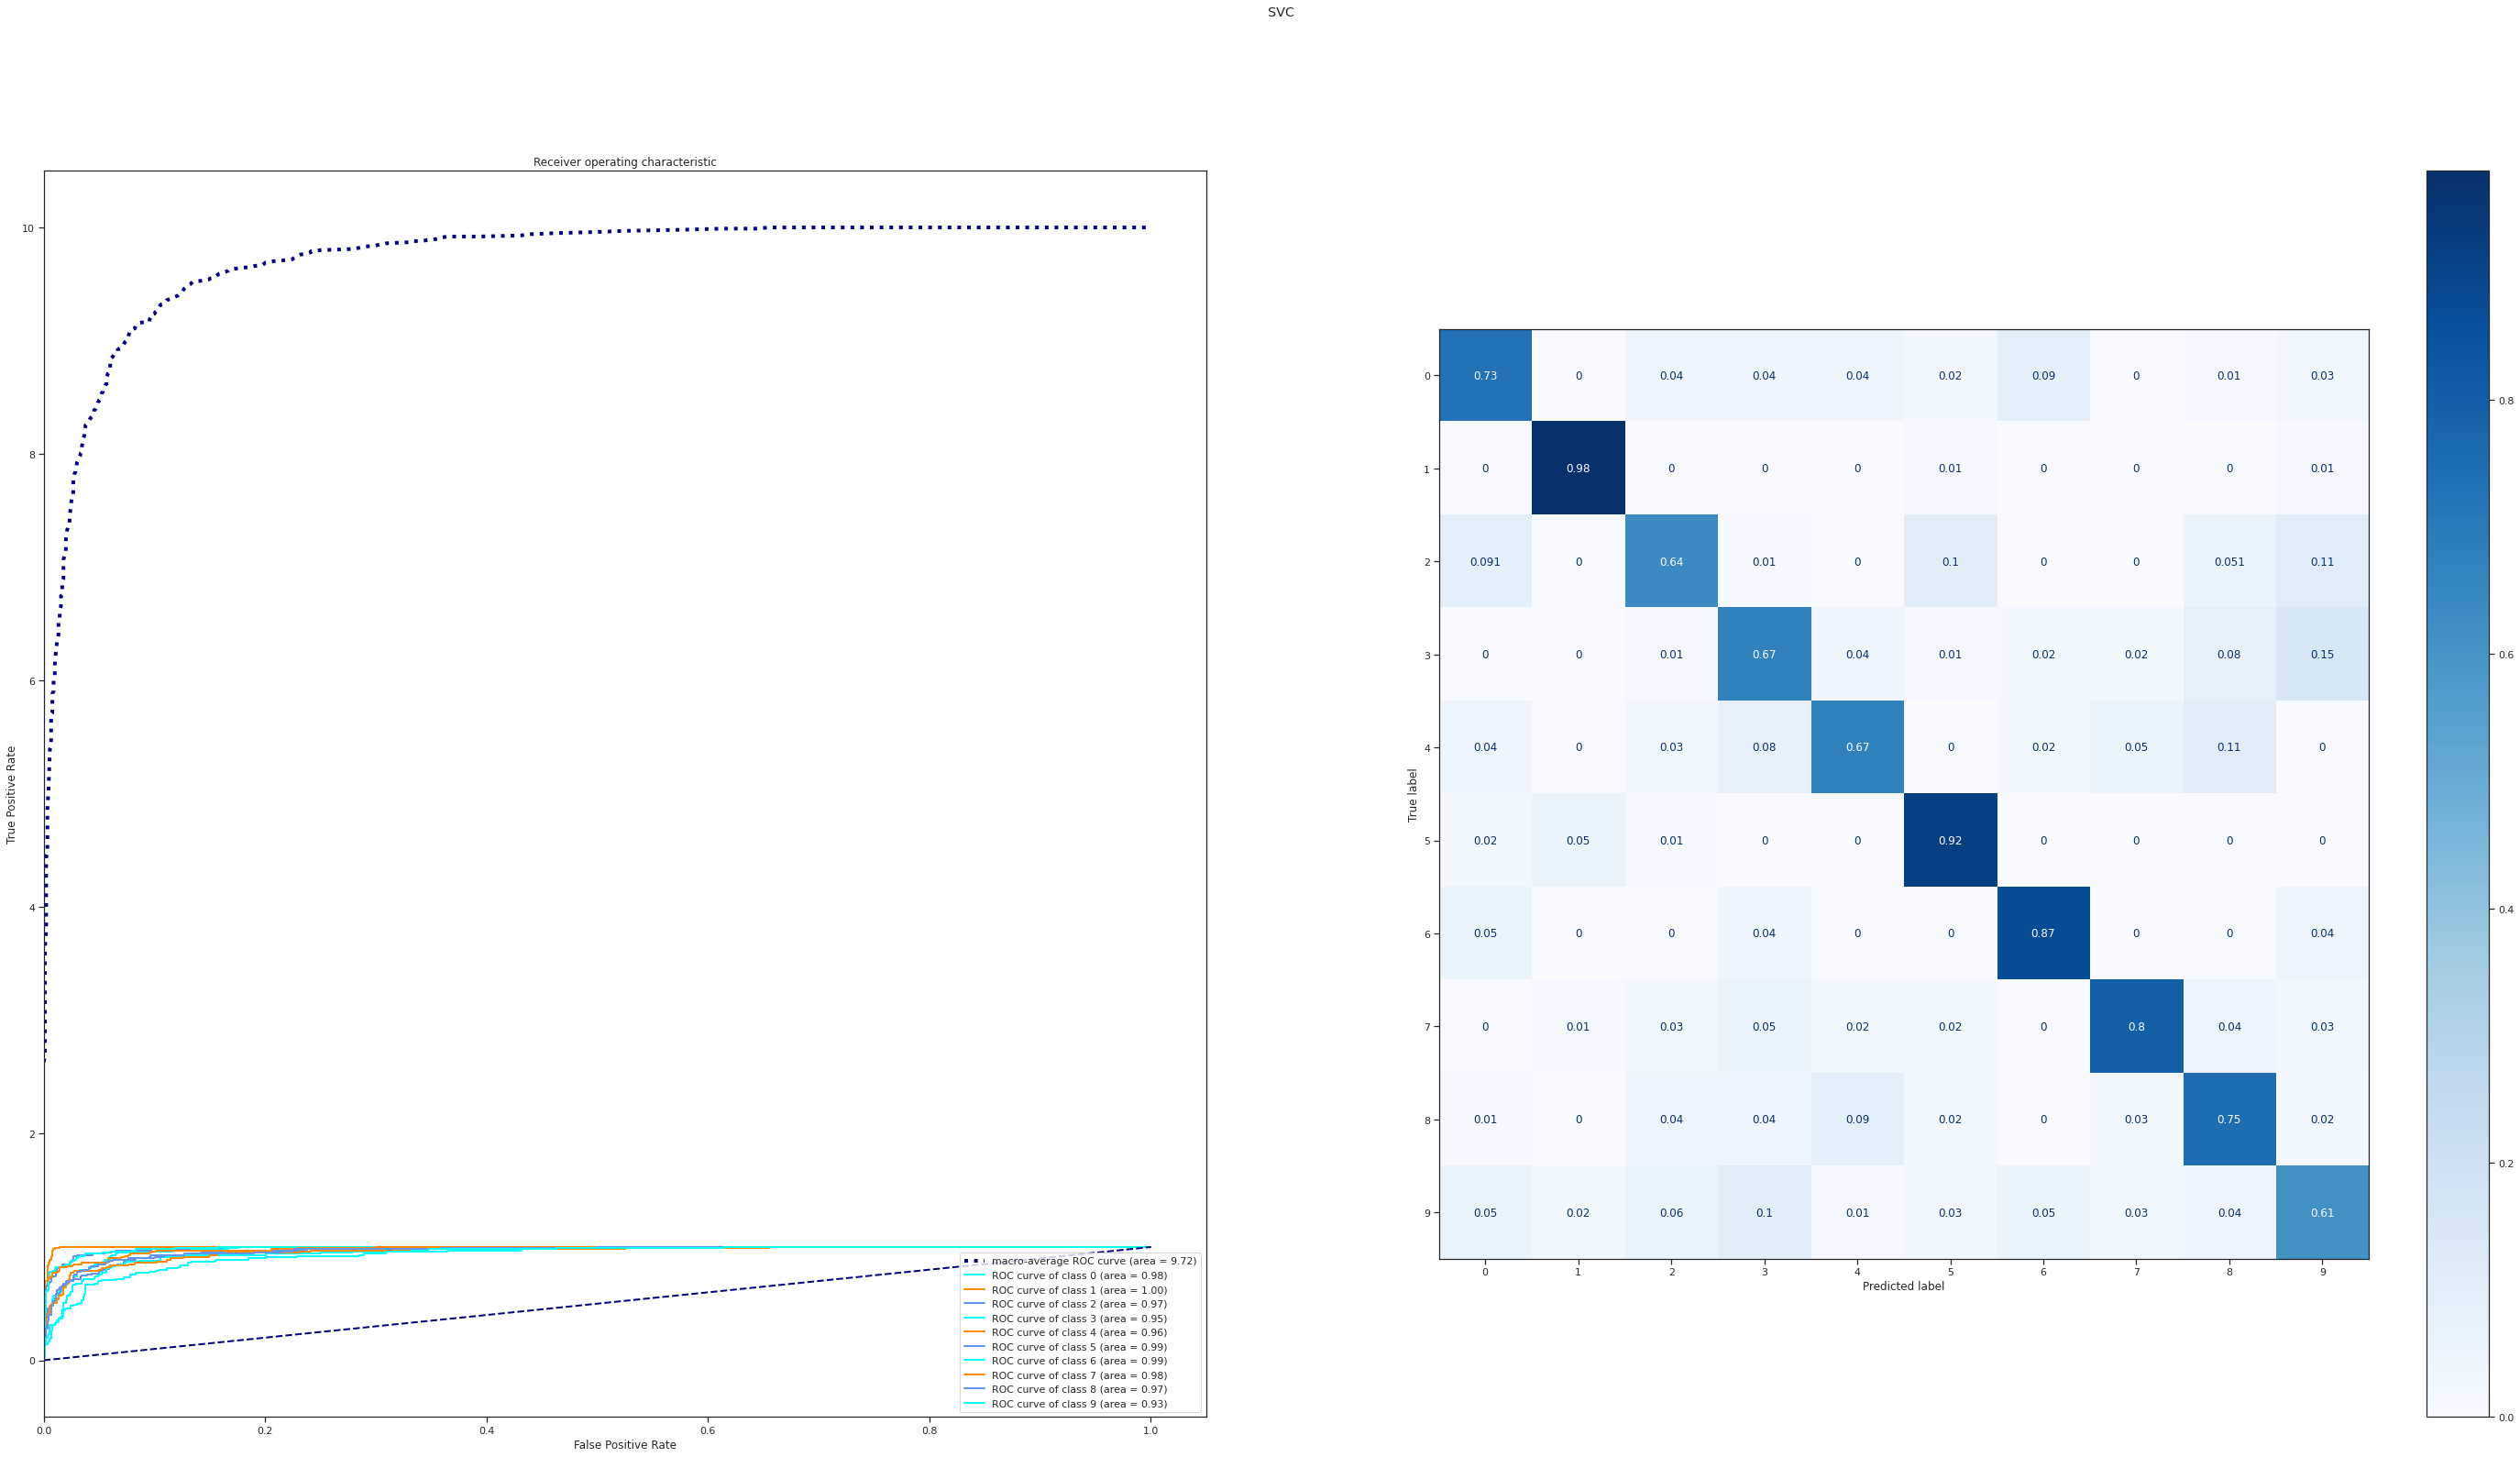 SVC
Receiver operating characteristic
10
8
6
4
2
0
True Positive Rate
0.0 0.2 0.4 0.6 0.8 1.0
False Positive Rate
macro-average ROC curve (area = 9.72)
ROC curve of class 0 (area = 0.98)
ROC curve of class 1 (area = 1.00)
ROC curve of class 2 (area = 0.97)
ROC curve of class 3 (area = 0.95)
ROC curve of class 4 (area = 0.96)
ROC curve of class 5 (area = 0.99)
ROC curve of class 6 (area = 0.99)
ROC curve of class 7 (area = 0.98)
ROC curve of class 8 (area = 0.97)
ROC curve of class 9 (area = 0.93)
True label
0 0.73 0 0.04 0.04 0.04 0.02 0.09 0 0.01 0.03
1 0 0.98 0 0 0 0.01 0 0 0 0.01
2 0.091 0 0.64 0.01 0 0.1 0 0 0.051 0.11
3 0 0 0.01 0.67 0.04 0.01 0.02 0.02 0.08 0.15
4 0.04 0 0.03 0.08 0.67 0 0.02 0.05 0.11 0
5 0.02 0.05 0.01 0 0 0.92 0 0 0 0
6 0.05 0 0 0.04 0 0 0.87 0 0 0.04
7 0 0.01 0.03 0.05 0.02 0.02 0 0.8 0.04 0.03
8 0.01 0 0.04 0.04 0.09 0.02 0 0.03 0.75 0.02
9 0.05 0.02 0.06 0.1 0.01 0.03 0.05 0.03 0.04 0.61
0 1 2 3 4 5 6 7 8 9
Predicted label
0.8
0.6
0.4
0.2
0.0